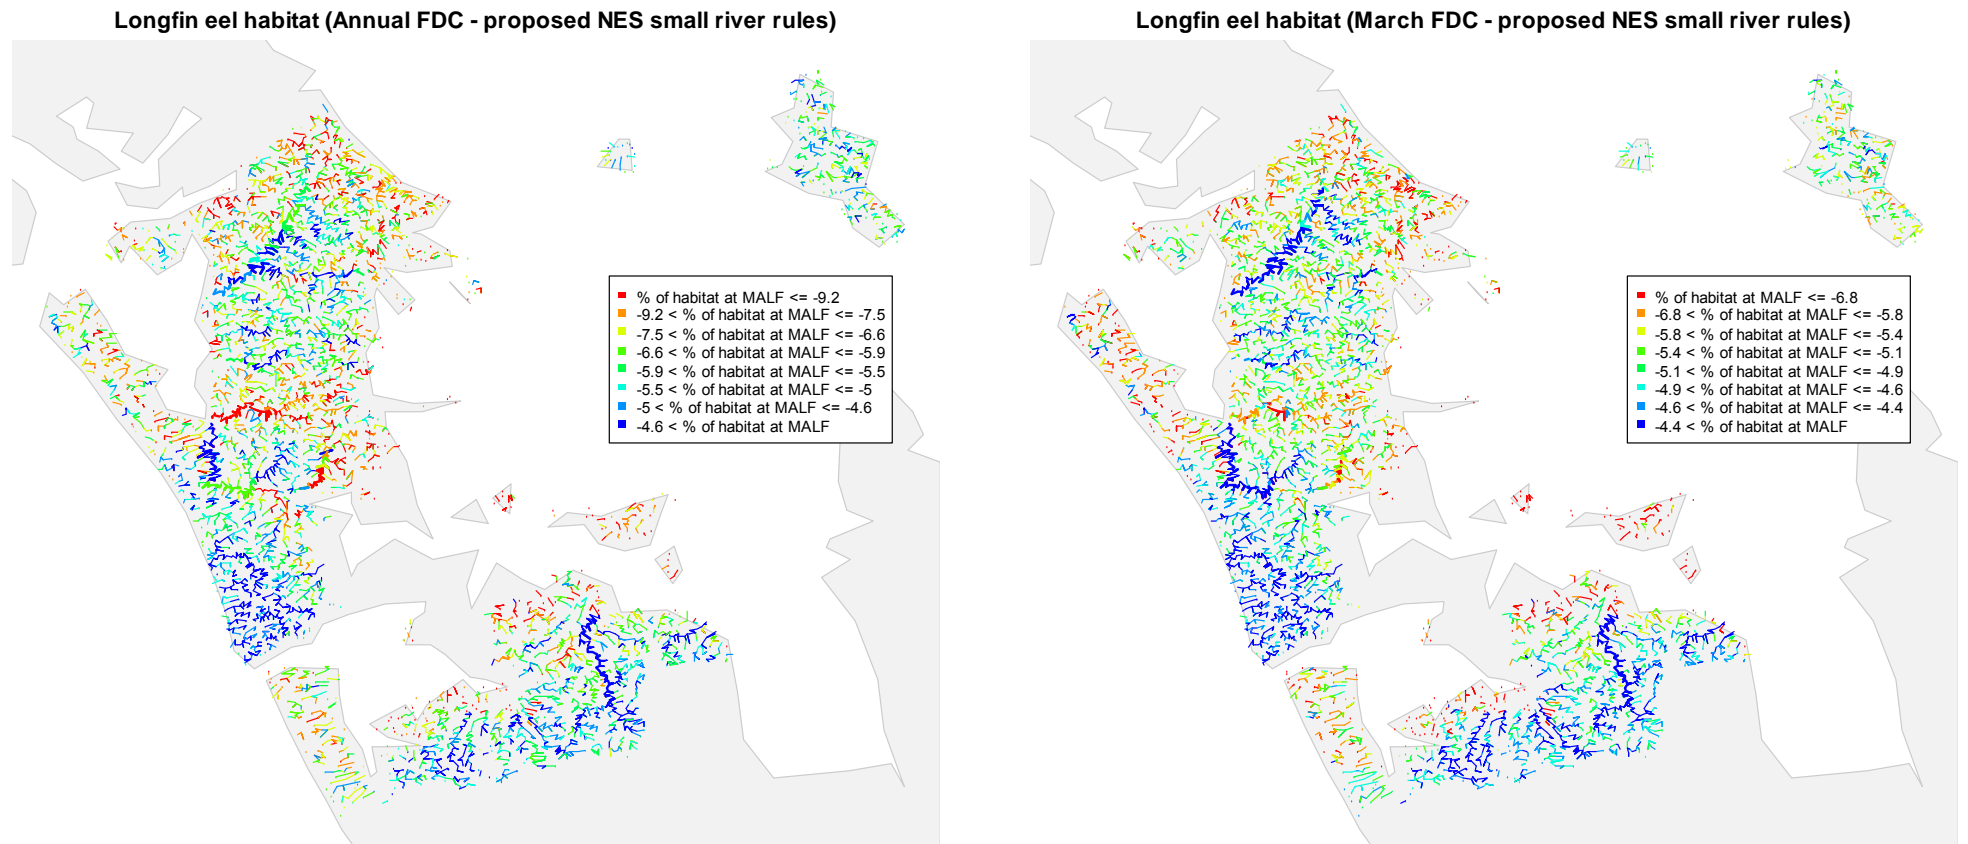 Longfin eel habitat (Annual FDC - proposed NES small river rules)
% of habitat at MALF <= -9.2
-9.2 < % of habitat at MALF <= -7.5
-7.5 < % of habitat at MALF <= -6.6
-6.6 < % of habitat at MALF <= -5.9
-5.9 < % of habitat at MALF <= -5.5
-5.5 < % of habitat at MALF <= -5
-5 < % of habitat at MALF <= -4.6
-4.6 < % of habitat at MALF
Longfin eel habitat (March FDC - proposed NES small river rules)
% of habitat at MALF <= -6.8
-6.8 < % of habitat at MALF <= -5.8
-5.8 < % of habitat at MALF <= -5.4
-5.4 < % of habitat at MALF <= -5.1
-5.1 < % of habitat at MALF <= -4.9
-4.9 < % of habitat at MALF <= -4.6
-4.6 < % of habitat at MALF <= -4.4
-4.4 < % of habitat at MALF